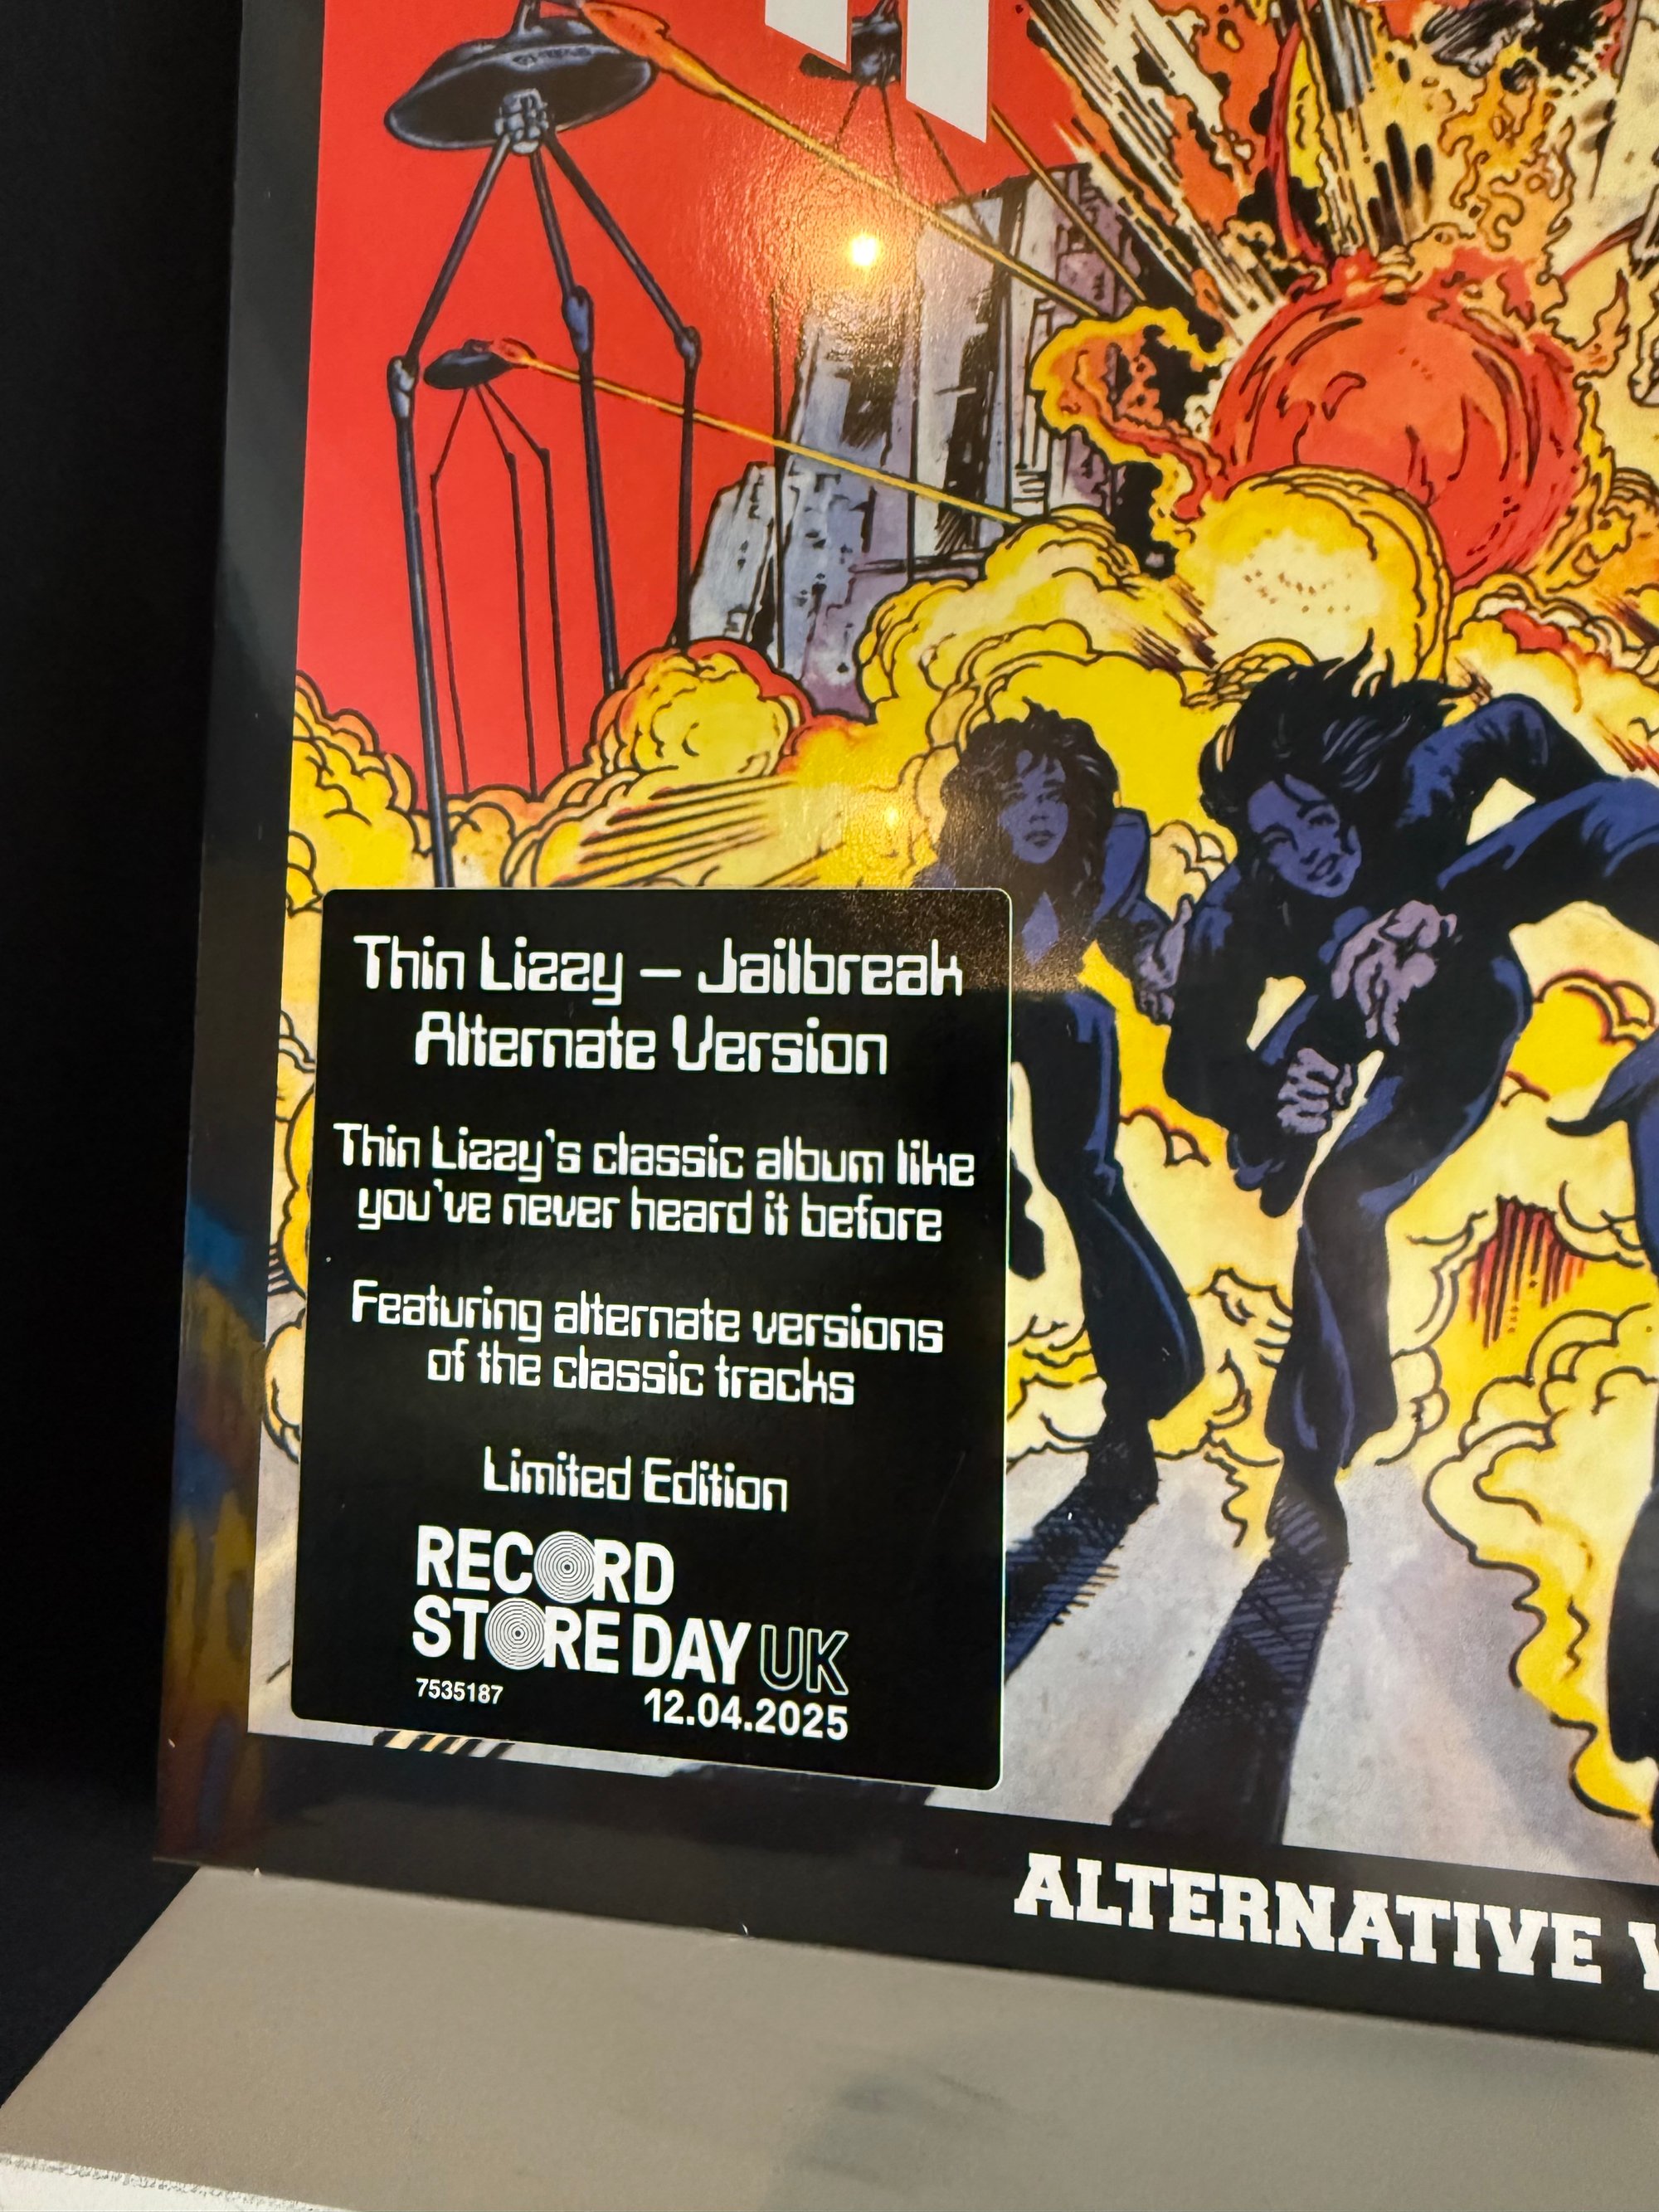 Thin Lizzy – Jailbreak
Alternate Version
Thin Lizzy's classic album like
you've never heard it before
Featuring alternate versions
of the classic tracks
Limited Edition
RECORD
STORE DAY UK
7535187
12.04.2025
ALTERNATIVE